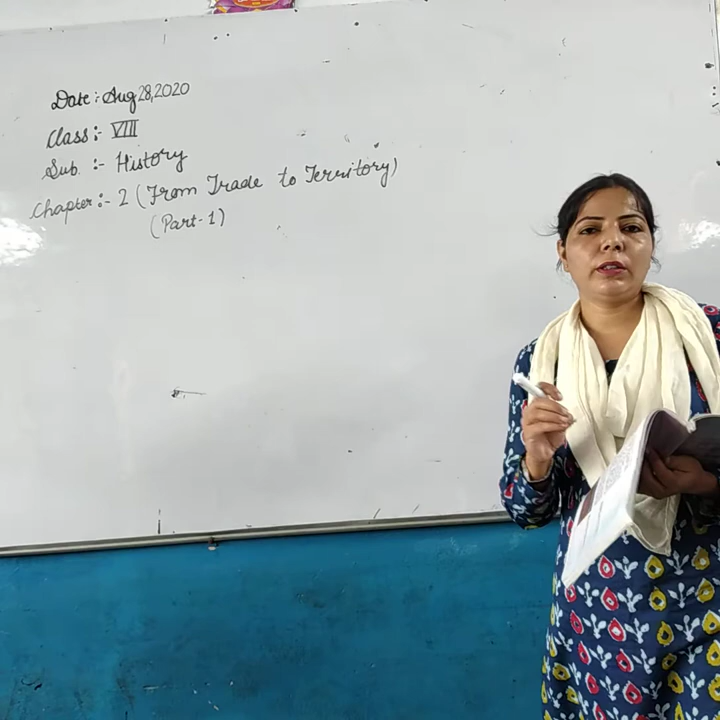 Date :- Aug 28,2020
Class :- VIII
Sub. :- History
Chapter :- 2 (From Trade to Territory)
(Part-1)